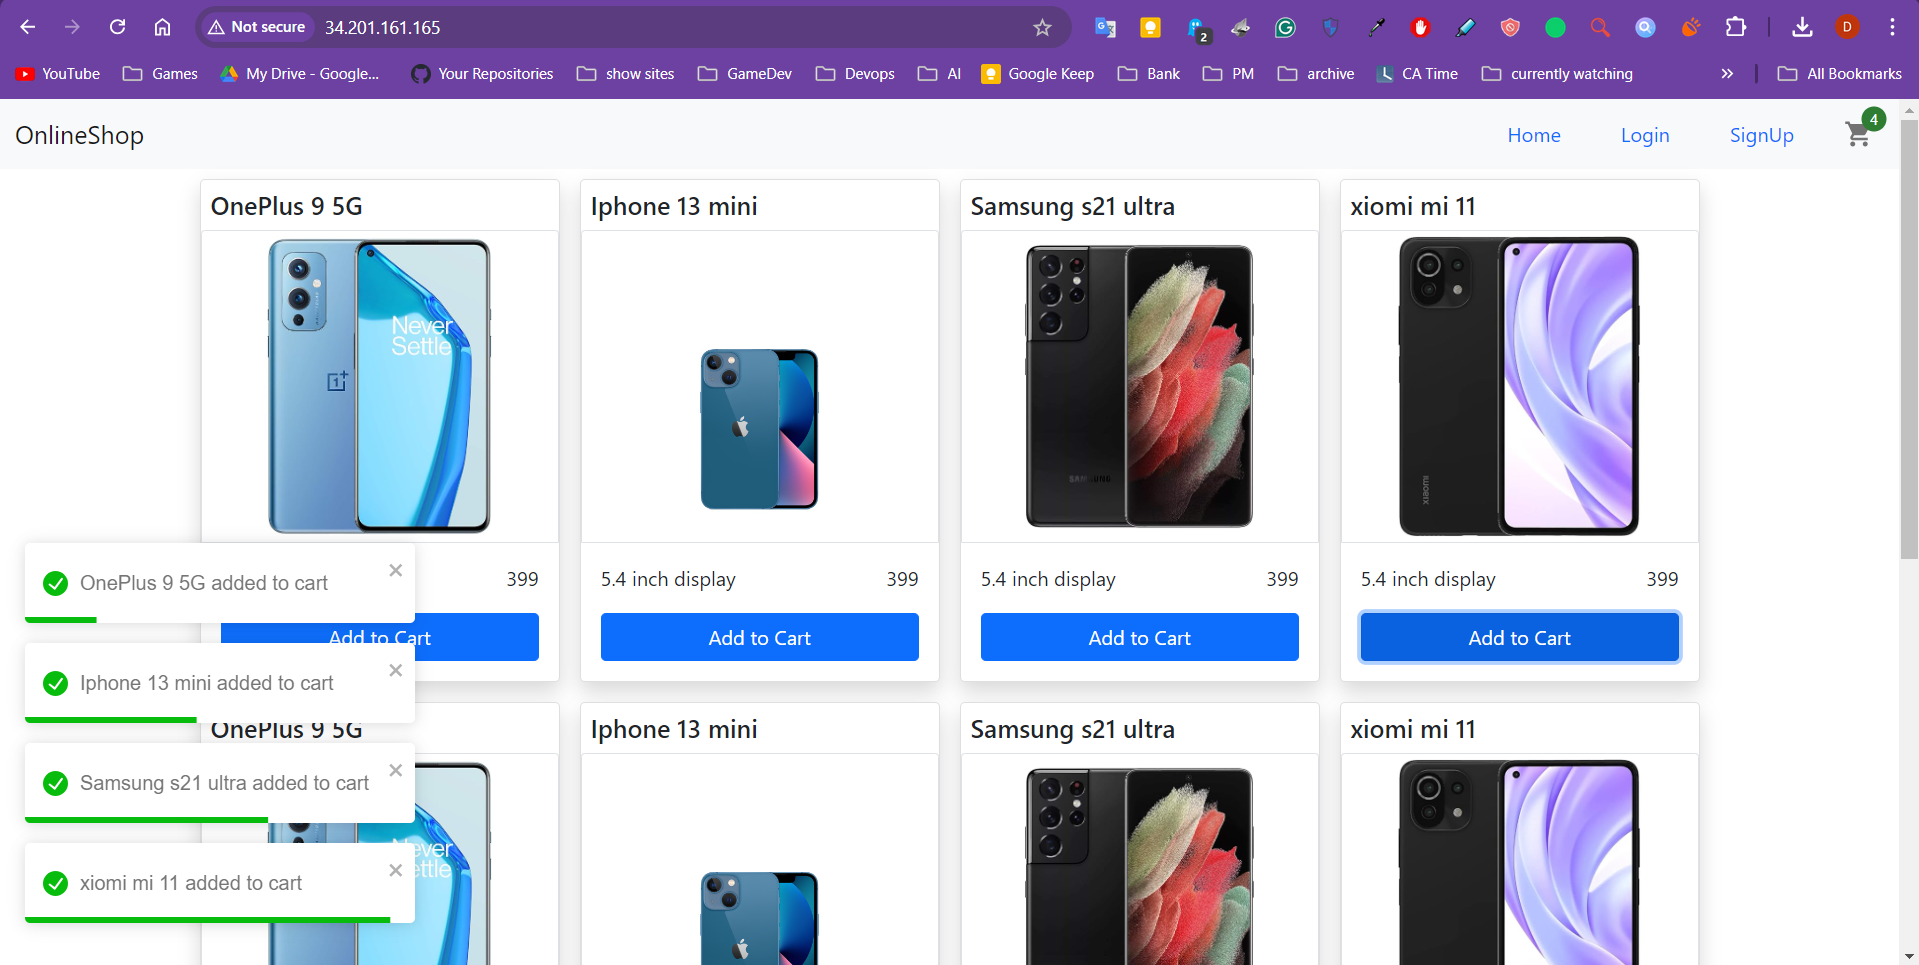 Not secure 34.201.161.165
2
D
YouTube Games My Drive - Google... Your Repositories show sites GameDev Devops AI Google Keep Bank PM archive CA Time currently watching » All Bookmarks
OnlineShop Home Login SignUp 4
OnePlus 9 5G Iphone 13 mini Samsung s21 ultra xiomi mi 11
Never
Settle
SAMSUNG
xiaomi
399 5.4 inch display 399 5.4 inch display 399 5.4 inch display 399
Add to Cart Add to Cart Add to Cart Add to Cart
OnePlus 9 5G added to cart
Iphone 13 mini added to cart
Samsung s21 ultra added to cart
xiomi mi 11 added to cart
OnePlus 9 5G Iphone 13 mini Samsung s21 ultra xiomi mi 11